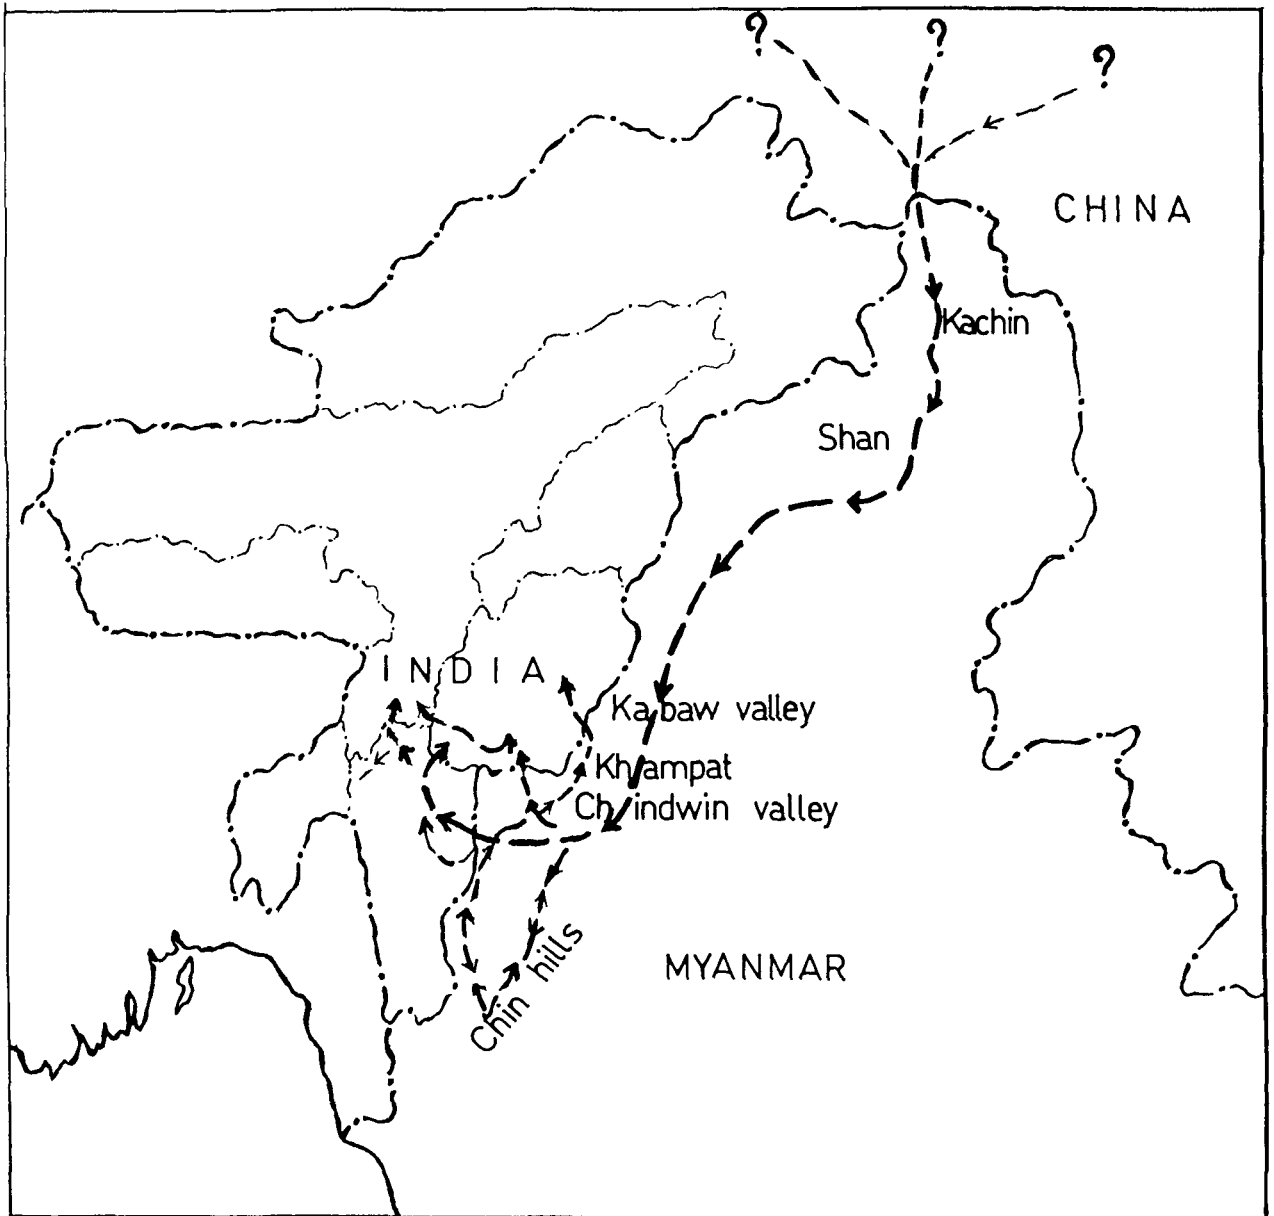 ? ? ?
CHINA
Kachin
Shan
INDIA
Kabaw valley
Khampat
Chindwin valley
Chin hills
MYANMAR